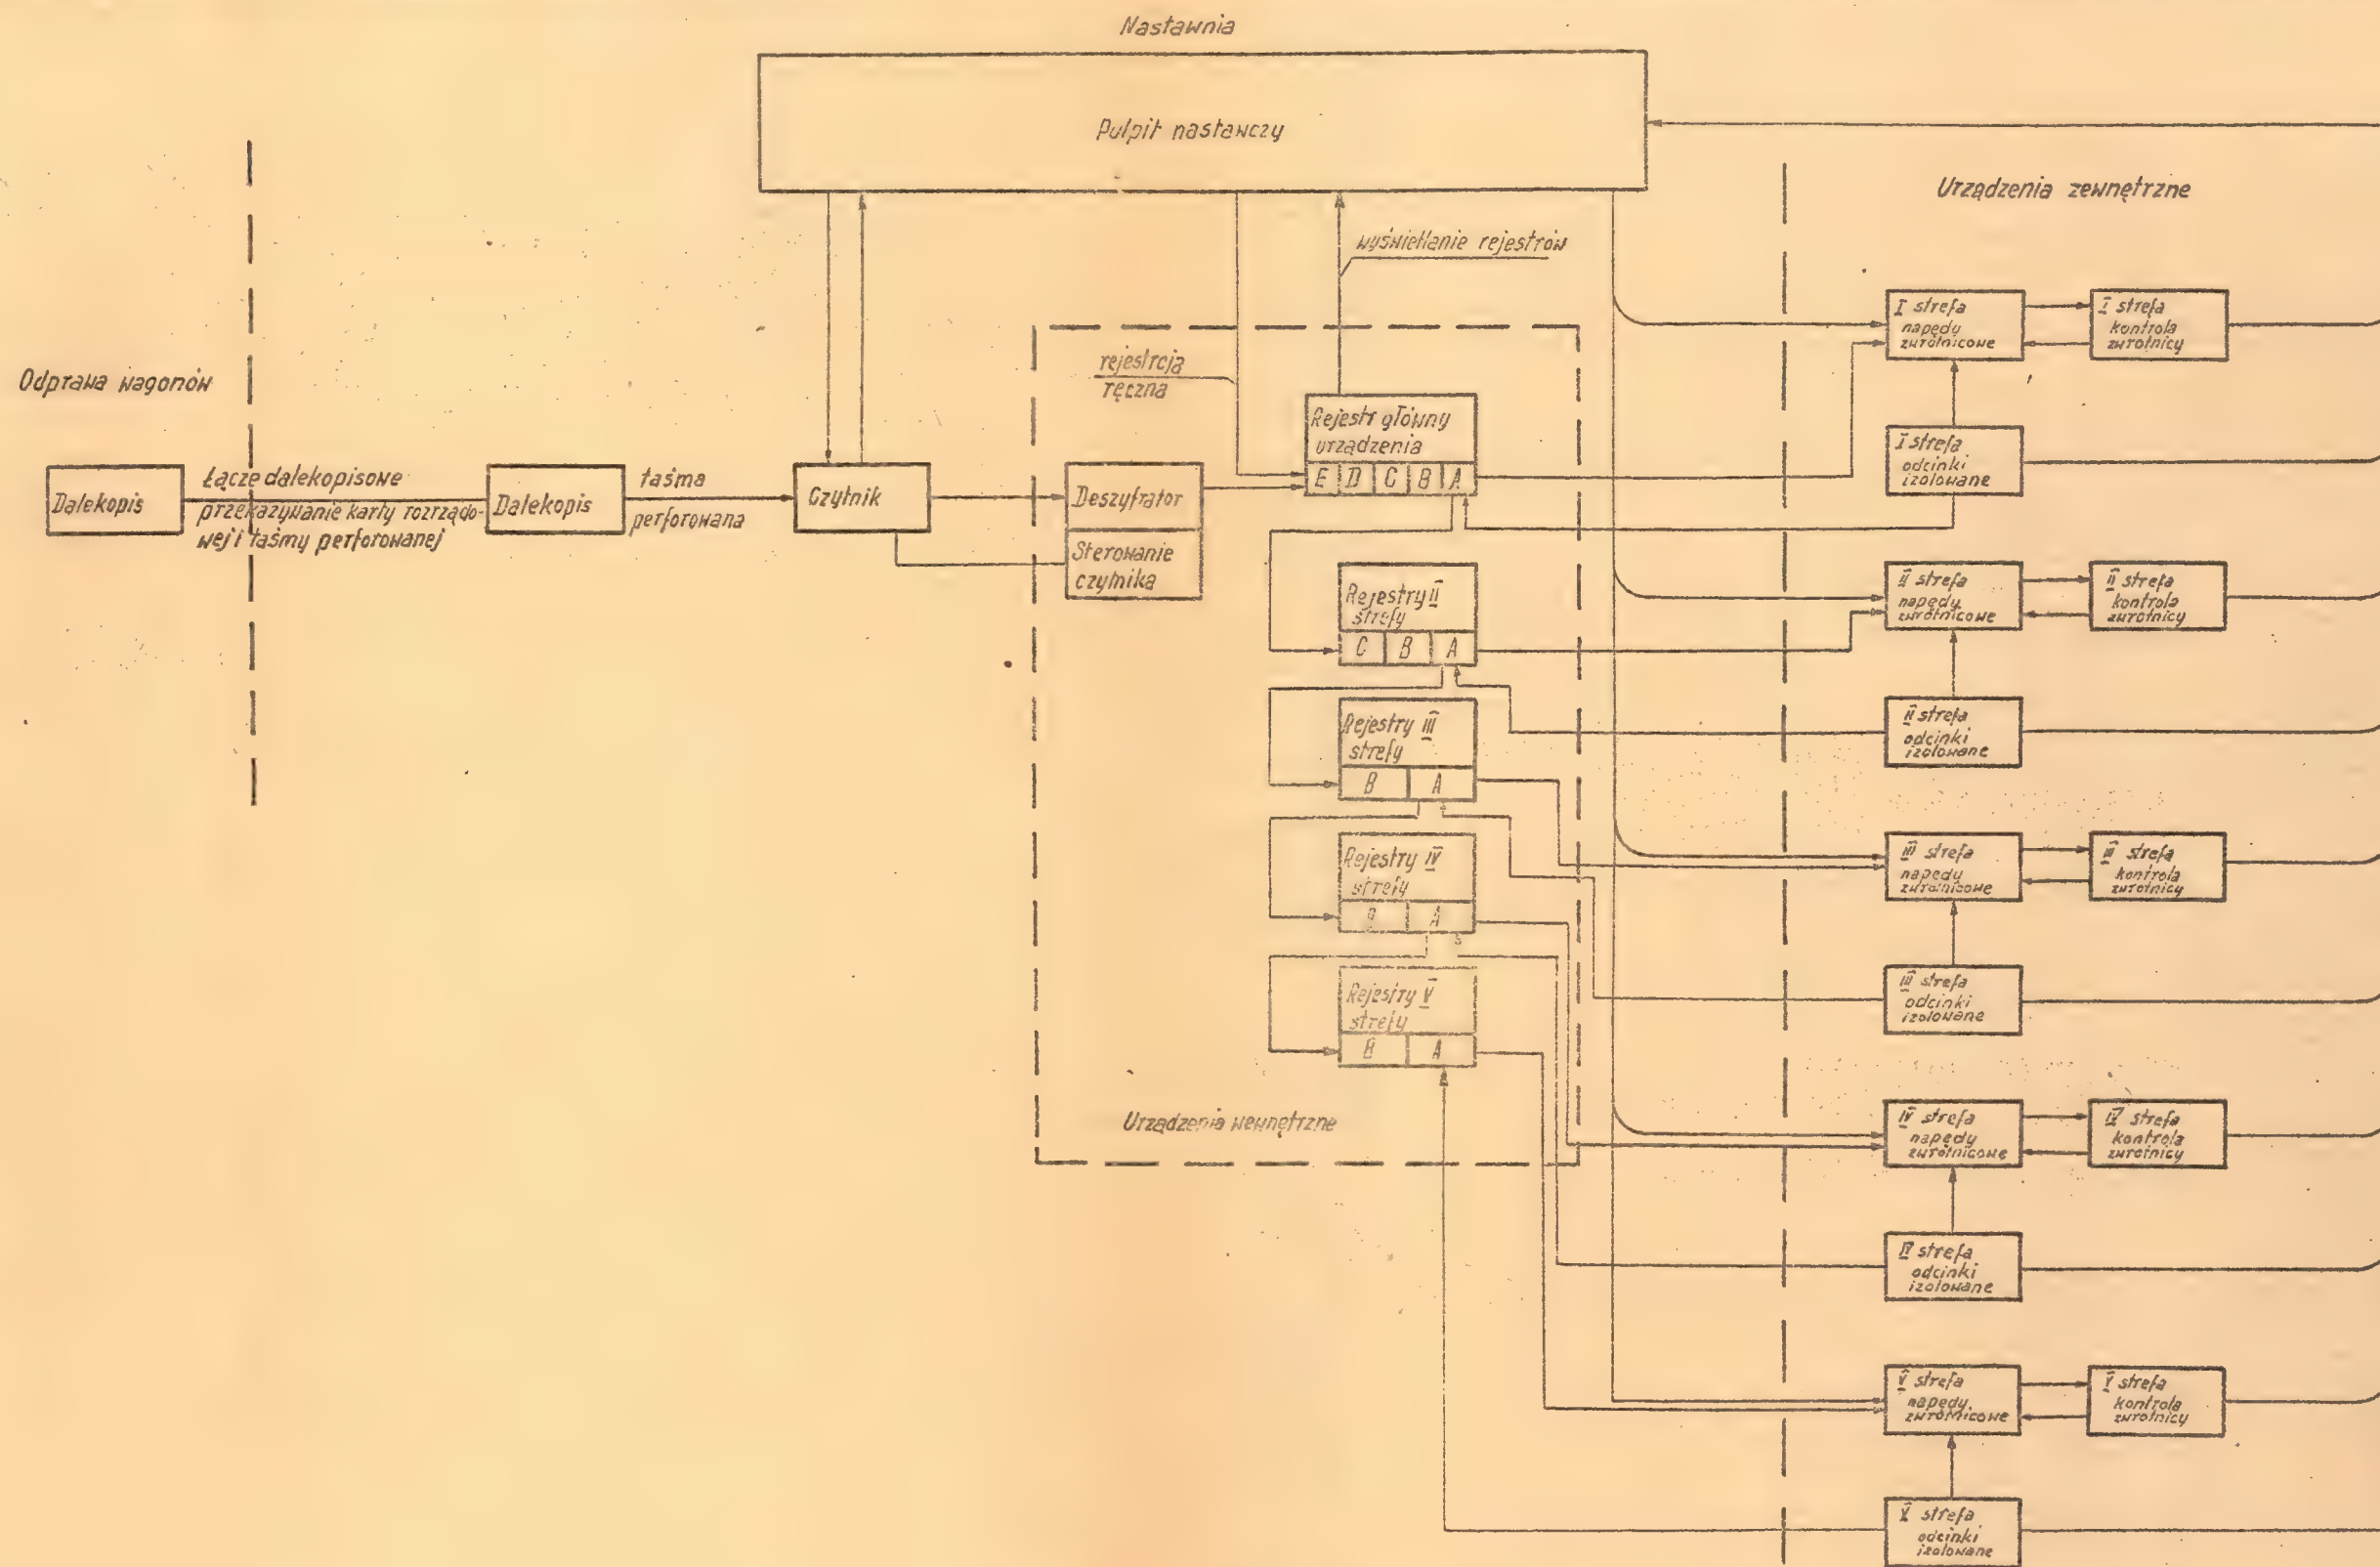 Nastawnia
Pulpit nastawczy
Urządzenia zewnętrzne
wyświetlanie rejestrów
Odprawa wagonów
rejestrcja
ręczna
Dalekopis
Łącze dalekopisowe
przekazywanie karty rozrządo-
wej i taśmy perforowanej
Dalekopis
taśma
perforowana
Czytnik
Deszyfrator
Sterowanie
czytnika
Rejestr główny
urządzenia
E D C B A
Rejestry II
strefy
C B A
Rejestry III
strefy
B A
Rejestry IV
strefy
A
Rejestry V
strefy
B A
Urządzenia wewnętrzne
I strefa
napędy
zwrotnicowe
I strefa
kontrola
zwrotnicy
I strefa
odcinki
izolowane
II strefa
napędy
zwrotnicowe
II strefa
kontrola
zwrotnicy
II strefa
odcinki
izolowane
III strefa
napędy
zwrotnicowe
III strefa
kontrola
zwrotnicy
III strefa
odcinki
izolowane
IV strefa
napędy
zwrotnicowe
IV strefa
kontrola
zwrotnicy
IV strefa
odcinki
izolowane
V strefa
napędy
zwrotnicowe
V strefa
kontrola
zwrotnicy
V strefa
odcinki
izolowane